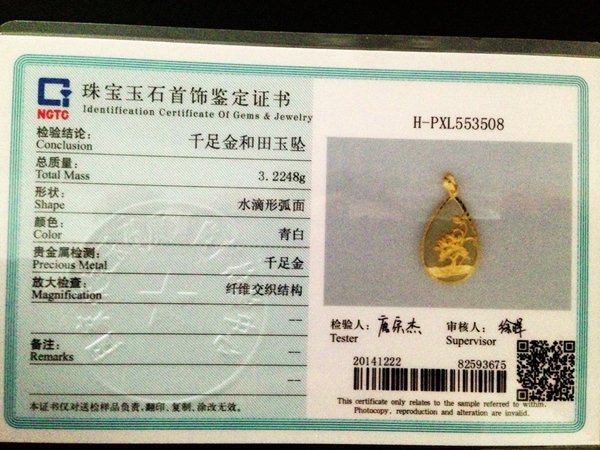 NGTC
珠宝玉石首饰鉴定证书
Identification Certificate Of Gems & Jewelry
检验结论：
Conclusion
千足金和田玉坠
总质量：
Total Mass
3.2248g
形状：
Shape
水滴形弧面
颜色：
Color
青白
贵金属检测：
Precious Metal
千足金
放大检查：
Magnification
纤维交织结构
--
备注：
Remarks
--
--
本证书仅对送检样品负责，翻印、复制、涂改无效。
H-PXL553508
检验人：
Tester
审核人：
Supervisor
20141222
82593675
This certificate only relates to the sample referred to within.
Photocopy, reproduction and alteration are invalid.